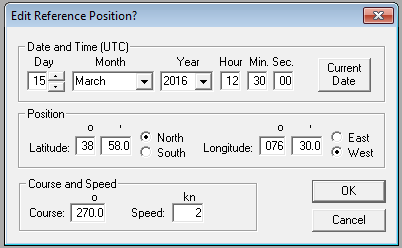 Edit Reference Position?
Date and Time (UTC)
Day Month Year Hour Min. Sec.
15 March 2016 12 30 00 Current Date
Position
o ' o '
Latitude: 38 58.0 North South Longitude: 076 30.0 East West
Course and Speed
o kn
Course: 270.0 Speed: 2
OK
Cancel